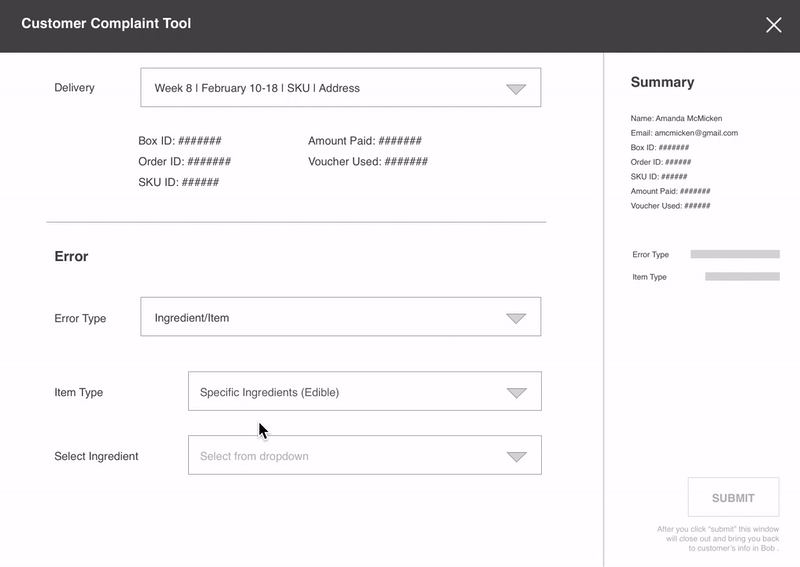 Customer Complaint Tool
Delivery
Week 8 | February 10-18 | SKU | Address
Box ID: #######
Amount Paid: #######
Order ID: #######
Voucher Used: #######
SKU ID: ######
Error
Error Type
Ingredient/Item
Item Type
Specific Ingredients (Edible)
Select Ingredient
Select from dropdown
Summary
Name: Amanda McMicken
Email: amcmicken@gmail.com
Box ID: #######
Order ID: ######
SKU ID: ######
Amount Paid: #######
Voucher Used: ######
Error Type
Item Type
SUBMIT
After you click "submit" this window
will close out and bring you back
to customer's info in Bob .